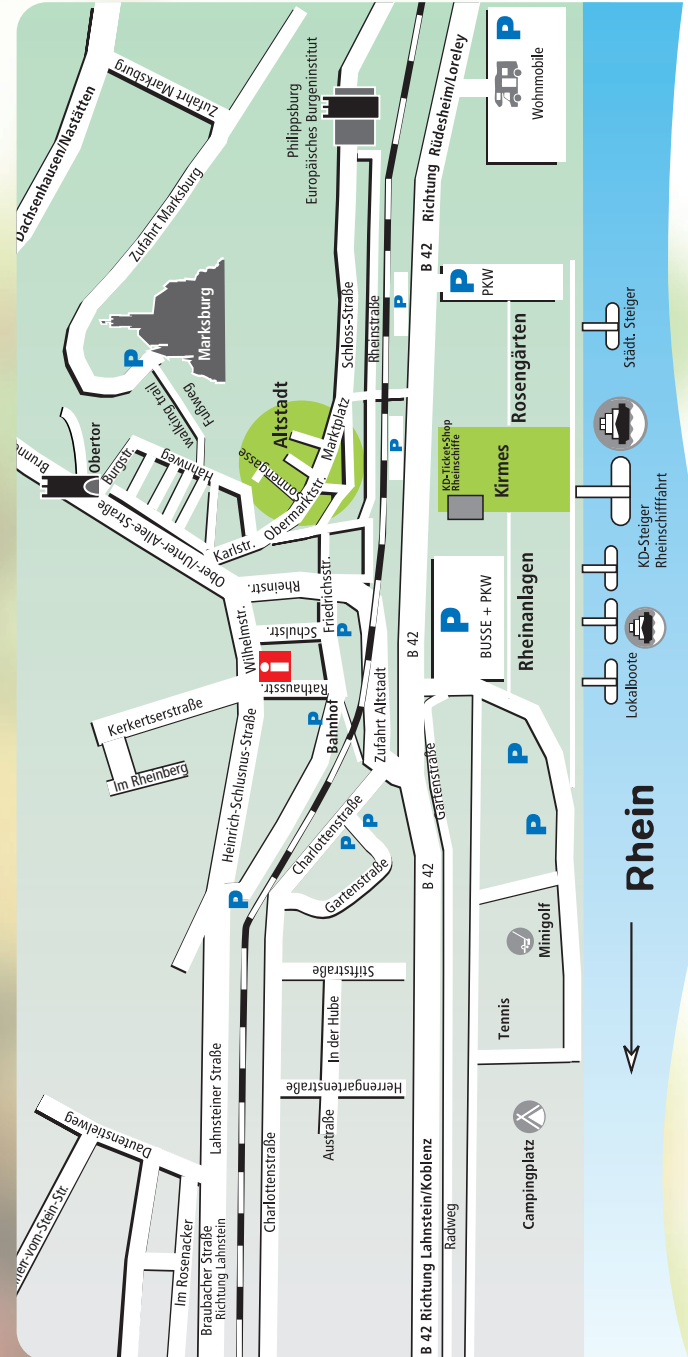 Dachsenhausen/Nastätten
Zufahrt Marksburg
Zufahrt Marksburg
P
Marksburg
walking trail
Fußweg
Obertor
Burgstr.
Hahnweg
Ober-/Unter-Allee-Straße
Karlstr.
Altstadt
Sonnengasse
Obermarktstr.
Marktplatz
Philippsburg
Europäisches Burgeninstitut
Schloss-Straße
Rheinstraße
P
P
B 42
Richtung Rüdesheim/Loreley
P
Wohnmobile
P
PKW
Rosengärten
KD-Ticket-Shop
Rheinschiffe
Kirmes
Städt. Steiger
KD-Steiger
Rheinschifffahrt
Lokalboote
P
BUSSE + PKW
Rheinanlagen
B 42
Wilhelmstr.
Rheinstr.
Schulstr.
Friedrichsstr.
P
i
Rathausstr.
P
Bahnhof
Zufahrt Altstadt
Kerkertserstraße
Im Rheinberg
Heinrich-Schlusnus-Straße
P
Charlottenstraße
P
P
Gartenstraße
Gartenstraße
B 42
P
P
Rhein
Minigolf
Tennis
Campingplatz
Stiftstraße
In der Hube
Herrengartenstraße
Austraße
Lahnsteiner Straße
Charlottenstraße
Dautenstielweg
Im Rosenacker
Braubacher Straße
Richtung Lahnstein
B 42 Richtung Lahnstein/Koblenz
Radweg